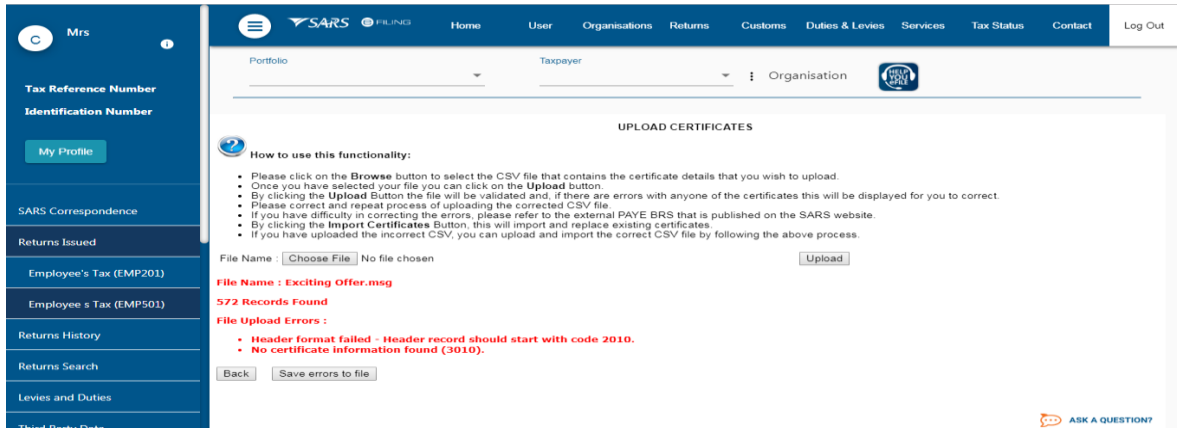 C
Mrs
i
Tax Reference Number
Identification Number
My Profile
SARS Correspondence
Returns Issued
Employee's Tax (EMP201)
Employee s Tax (EMP501)
Returns History
Returns Search
Levies and Duties
Third Party Data
SARS eFILING
Home
User
Organisations
Returns
Customs
Duties & Levies
Services
Tax Status
Contact
Log Out
Portfolio
Taxpayer
Organisation
HELP
YOU
eFILE
UPLOAD CERTIFICATES
?
How to use this functionality:
• Please click on the Browse button to select the CSV file that contains the certificate details that you wish to upload.
• Once you have selected your file you can click on the Upload button.
• By clicking the Upload Button the file will be validated and, if there are errors with anyone of the certificates this will be displayed for you to correct.
• Please correct and repeat process of uploading the corrected CSV file.
• If you have difficulty in correcting the errors, please refer to the external PAYE BRS that is published on the SARS website.
• By clicking the Import Certificates Button, this will import and replace existing certificates.
• If you have uploaded the incorrect CSV, you can upload and import the correct CSV file by following the above process.
File Name : Choose File No file chosen Upload
File Name : Exciting Offer.msg
572 Records Found
File Upload Errors :
• Header format failed - Header record should start with code 2010.
• No certificate information found (3010).
Back Save errors to file
ASK A QUESTION?